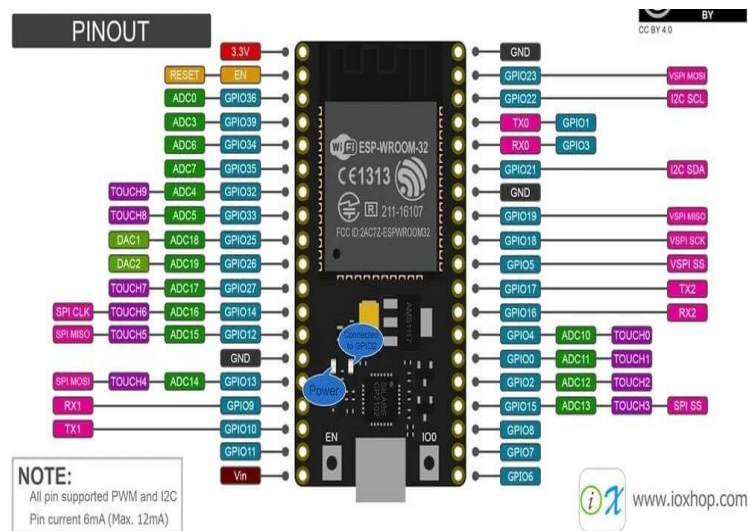 PINOUT
BY
CC BY 4.0
3.3V
GND
RESET EN
GPIO23 VSPI MOSI
ADC0 GPIO36
GPIO22 I2C SCL
ADC3 GPIO39
TX0 GPIO1
ADC6 GPIO34
RX0 GPIO3
ADC7 GPIO35
GPIO21 I2C SDA
TOUCH9 ADC4 GPIO32
GND
TOUCH8 ADC5 GPIO33
GPIO19 VSPI MISO
DAC1 ADC18 GPIO25
GPIO18 VSPI SCK
DAC2 ADC19 GPIO26
GPIO5 VSPI SS
TOUCH7 ADC17 GPIO27
GPIO17 TX2
SPI CLK TOUCH6 ADC16 GPIO14
GPIO16 RX2
SPI MISO TOUCH5 ADC15 GPIO12
GPIO4 ADC10 TOUCH0
GND
GPIO0 ADC11 TOUCH1
SPI MOSI TOUCH4 ADC14 GPIO13
GPIO2 ADC12 TOUCH2
RX1 GPIO9
GPIO15 ADC13 TOUCH3 SPI SS
TX1 GPIO10
GPIO8
GPIO11
GPIO7
Vin
GPIO6
WiFi ESP-WROOM-32
CE1313
R 211-16107
FCC ID:2AC7Z-ESPWROOM32
AMS1117
Connected
to GPIO2
Power
SILABS
CP2102
EN
IO0
NOTE:
All pin supported PWM and I2C
Pin current 6mA (Max. 12mA)
iX www.ioxhop.com